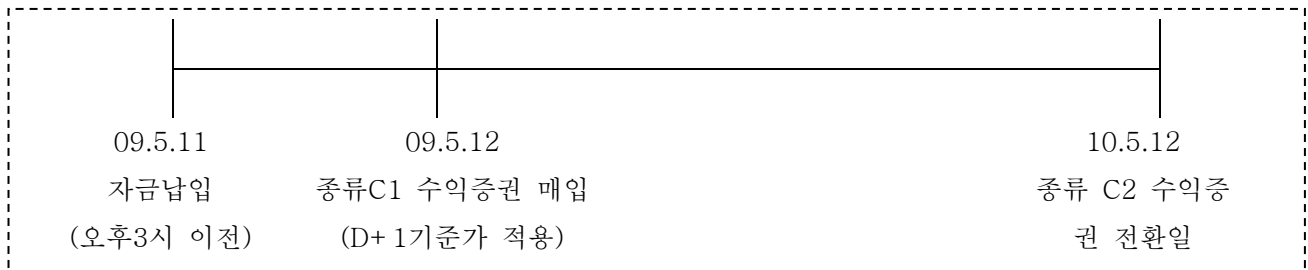 09.5.11 09.5.12 10.5.12
자금납입 종류C1 수익증권 매입 종류 C2 수익증
(오후3시 이전) (D+1기준가 적용) 권 전환일